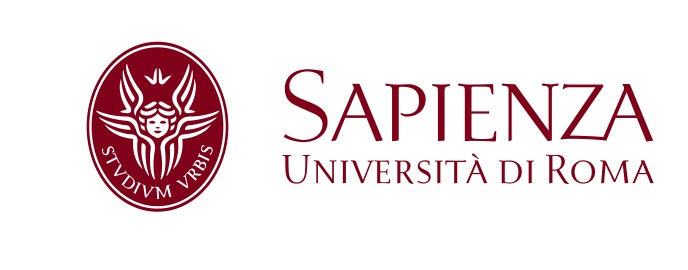 STVDIVM VRBIS
SAPIENZA
UNIVERSITÀ DI ROMA